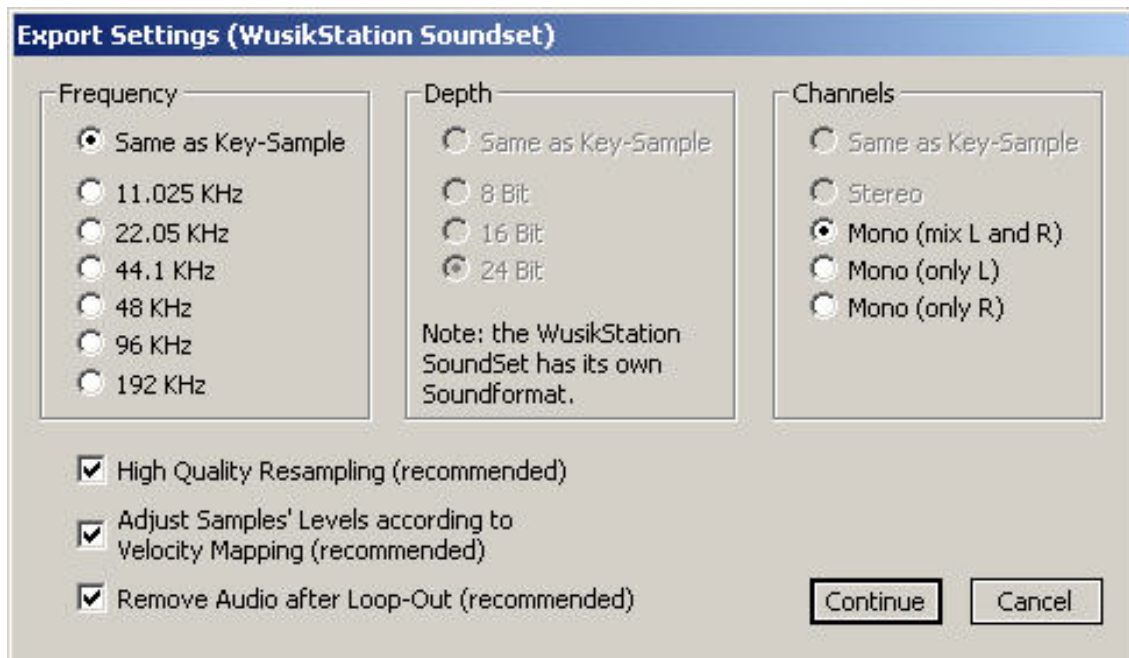 Export Settings (WusikStation Soundset)
Frequency
Same as Key-Sample
11.025 KHz
22.05 KHz
44.1 KHz
48 KHz
96 KHz
192 KHz
Depth
Same as Key-Sample
8 Bit
16 Bit
24 Bit
Note: the WusikStation
SoundSet has its own
Soundformat.
Channels
Same as Key-Sample
Stereo
Mono (mix L and R)
Mono (only L)
Mono (only R)
High Quality Resampling (recommended)
Adjust Samples' Levels according to
Velocity Mapping (recommended)
Remove Audio after Loop-Out (recommended)
Continue
Cancel